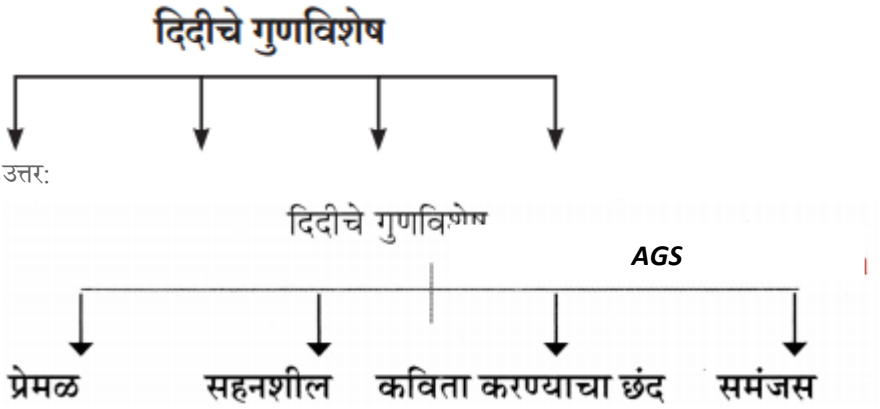 दिदीचे गुणविशेष
उत्तर:
दिदीचे गुणविशेष
AGS
प्रेमळ सहनशील कविता करण्याचा छंद समंजस